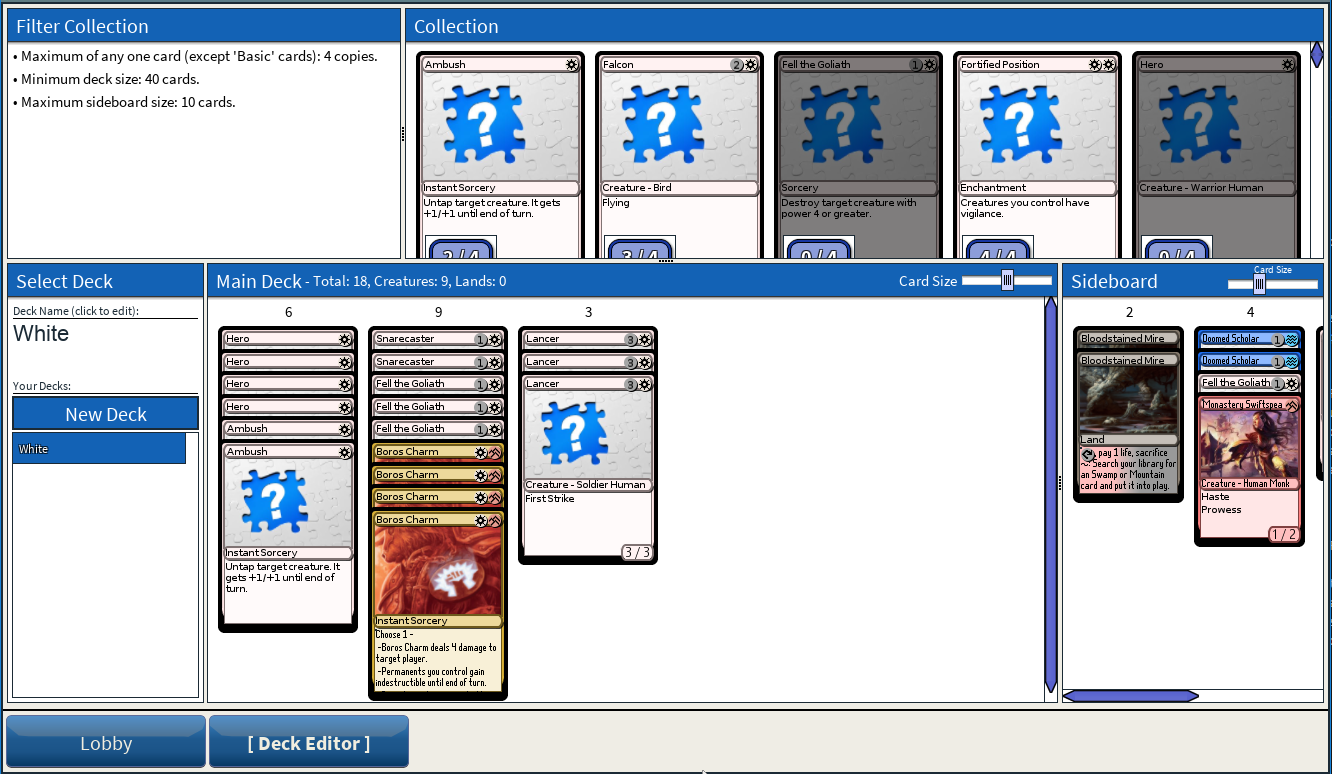 Filter Collection
• Maximum of any one card (except 'Basic' cards): 4 copies.
• Minimum deck size: 40 cards.
• Maximum sideboard size: 10 cards.
Collection
Ambush
Instant Sorcery
Untap target creature. It gets
+1/+1 until end of turn.
Falcon 2
Creature - Bird
Flying
3/4
Fell the Goliath 1
Sorcery
Destroy target creature with
power 4 or greater.
0/4
Fortified Position
Enchantment
Creatures you control have
vigilance.
4/4
Hero
Creature - Warrior Human
0/4
Select Deck
Deck Name (click to edit):
White
Your Decks:
New Deck
White
Main Deck - Total: 18, Creatures: 9, Lands: 0
Card Size
6
Hero
Hero
Hero
Hero
Ambush
Ambush
Instant Sorcery
Untap target creature. It
gets +1/+1 until end of
turn.
9
Snarecaster 1
Snarecaster 1
Fell the Goliath 1
Fell the Goliath 1
Fell the Goliath 1
Boros Charm
Boros Charm
Boros Charm
Boros Charm
Instant Sorcery
Choose 1 -
-Boros Charm deals 4 damage to
target player.
-Permanents you control gain
indestructible until end of turn.
3
Lancer 3
Lancer 3
Lancer 3
Creature - Soldier Human
First Strike
3 / 3
Sideboard
Card Size
2
Bloodstained Mire
Bloodstained Mire
Land
pay 1 life, sacrifice
~: Search your library for
an Swamp or Mountain
card and put it into play.
4
Doomed Scholar 1
Doomed Scholar 1
Fell the Goliath 1
Monastery Swiftspea
Creature - Human Monk
Haste
Prowess
1 / 2
Lobby
[ Deck Editor ]